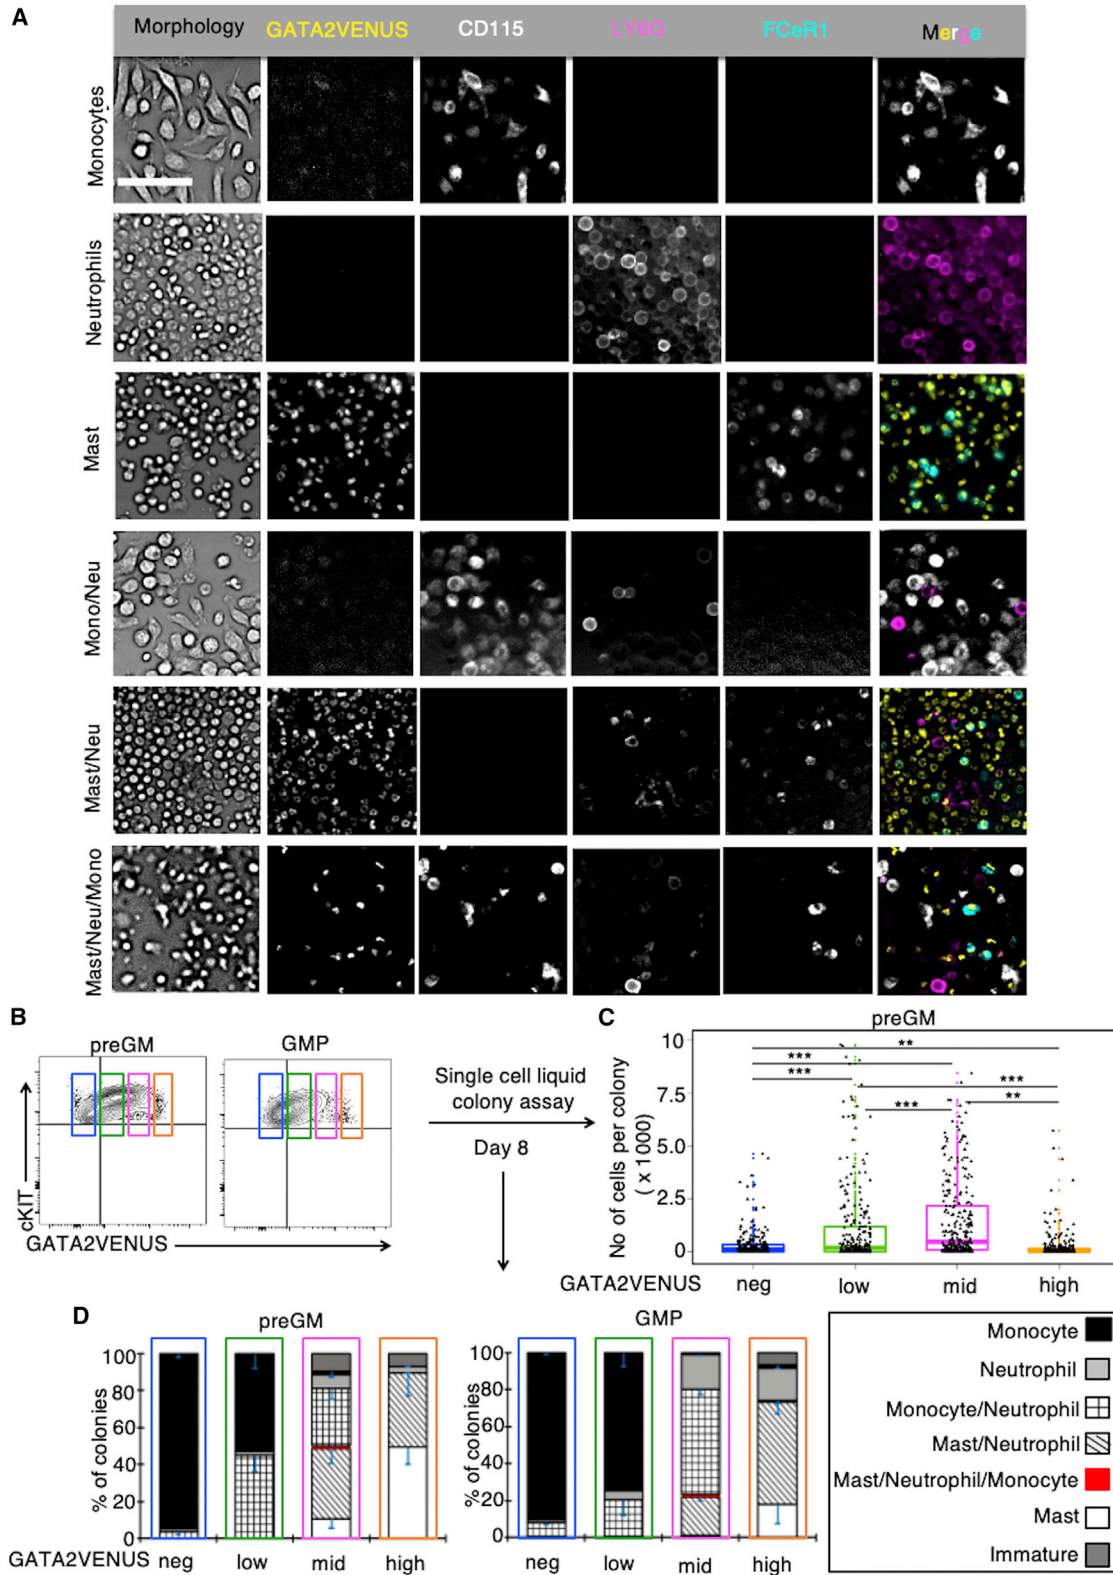 A
Morphology GATA2VENUS CD115 LY6G FCeR1 Merge
Monocytes
Neutrophils
Mast
Mono/Neu
Mast/Neu
Mast/Neu/Mono
B
preGM GMP
cKIT
GATA2VENUS
Single cell liquid
colony assay
Day 8
C
preGM
No of cells per colony
( x 1000)
10
7.5
5.0
2.5
0
**
***
***
***
***
**
GATA2VENUS neg low mid high
D
preGM GMP
% of colonies
100
80
60
40
20
0
GATA2VENUS neg low mid high
% of colonies
100
80
60
40
20
0
neg low mid high
Monocyte
Neutrophil
Monocyte/Neutrophil
Mast/Neutrophil
Mast/Neutrophil/Monocyte
Mast
Immature